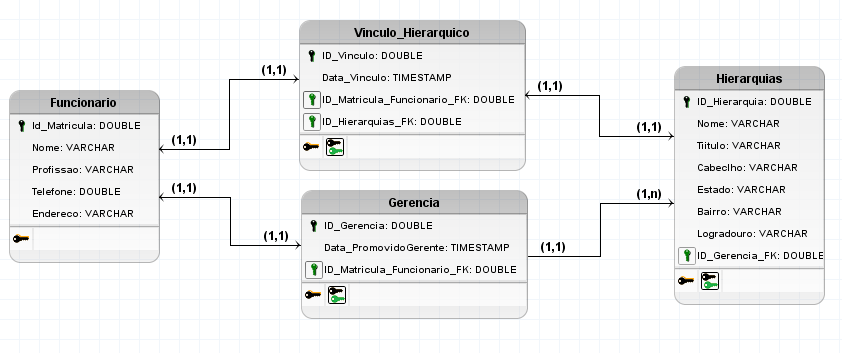 Funcionario
Id_Matricula: DOUBLE
Nome: VARCHAR
Profissao: VARCHAR
Telefone: DOUBLE
Endereco: VARCHAR
(1,1)
(1,1)
(1,1)
(1,1)
Vinculo_Hierarquico
ID_Vinculo: DOUBLE
Data_Vinculo: TIMESTAMP
ID_Matricula_Funcionario_FK: DOUBLE
ID_Hierarquias_FK: DOUBLE
Gerencia
ID_Gerencia: DOUBLE
Data_PromovidoGerente: TIMESTAMP
ID_Matricula_Funcionario_FK: DOUBLE
(1,1)
(1,1)
(1,n)
(1,1)
Hierarquias
ID_Hierarquia: DOUBLE
Nome: VARCHAR
Tiitulo: VARCHAR
Cabeclho: VARCHAR
Estado: VARCHAR
Bairro: VARCHAR
Logradouro: VARCHAR
ID_Gerencia_FK: DOUBLE